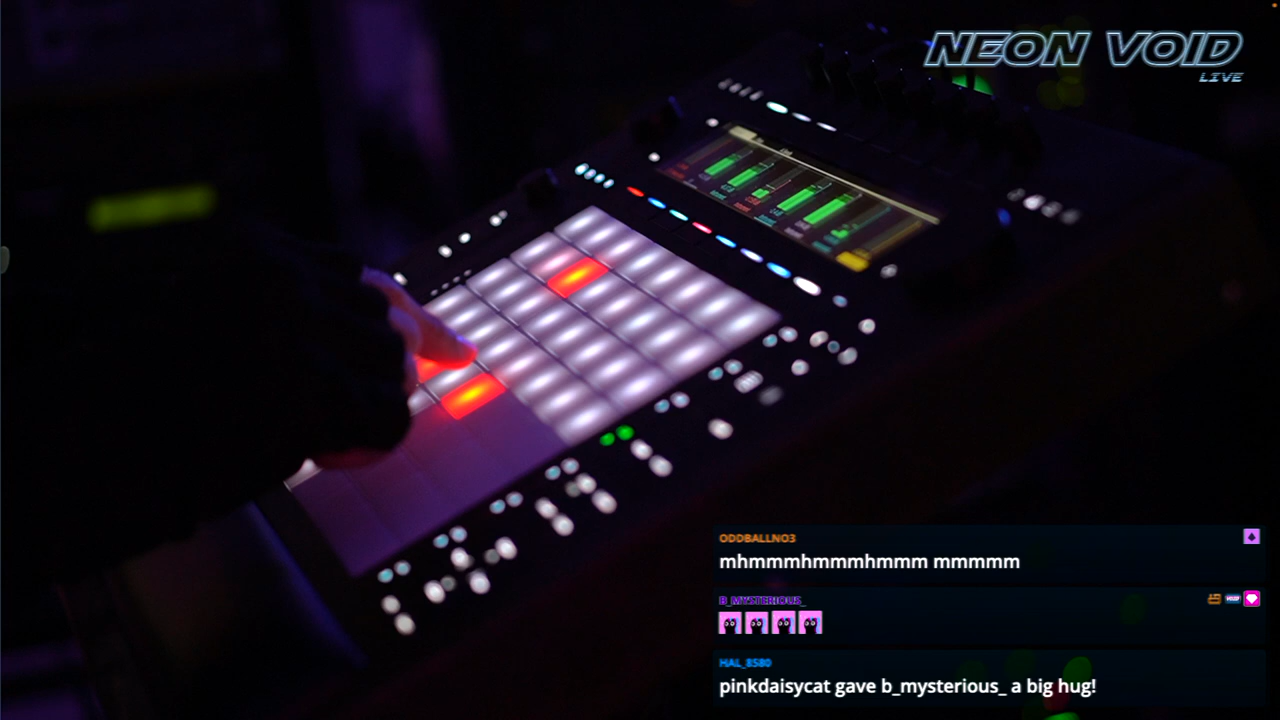 NEON VOID
LIVE
ODDBALLNO3
mhmmmhmmmhmmm mmmmm
B_MYSTERIOUS_
HAL_8580
pinkdaisycat gave b_mysterious_ a big hug!